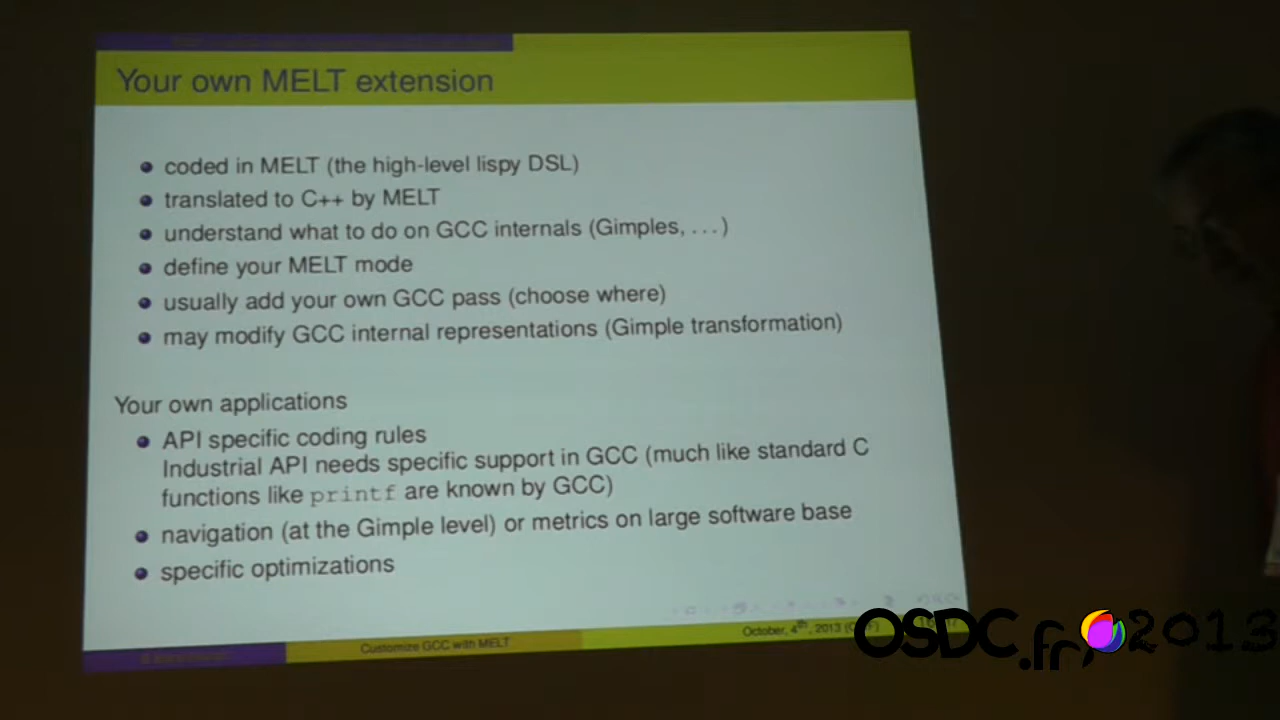 Your own MELT extension
coded in MELT (the high-level lispy DSL)
translated to C++ by MELT
understand what to do on GCC internals (Gimples, ...)
define your MELT mode
usually add your own GCC pass (choose where)
may modify GCC internal representations (Gimple transformation)
Your own applications
API specific coding rules
Industrial API needs specific support in GCC (much like standard C
functions like printf are known by GCC)
navigation (at the Gimple level) or metrics on large software base
specific optimizations
Customize GCC with MELT
October, 4th, 2013
OSDC.fr 2013